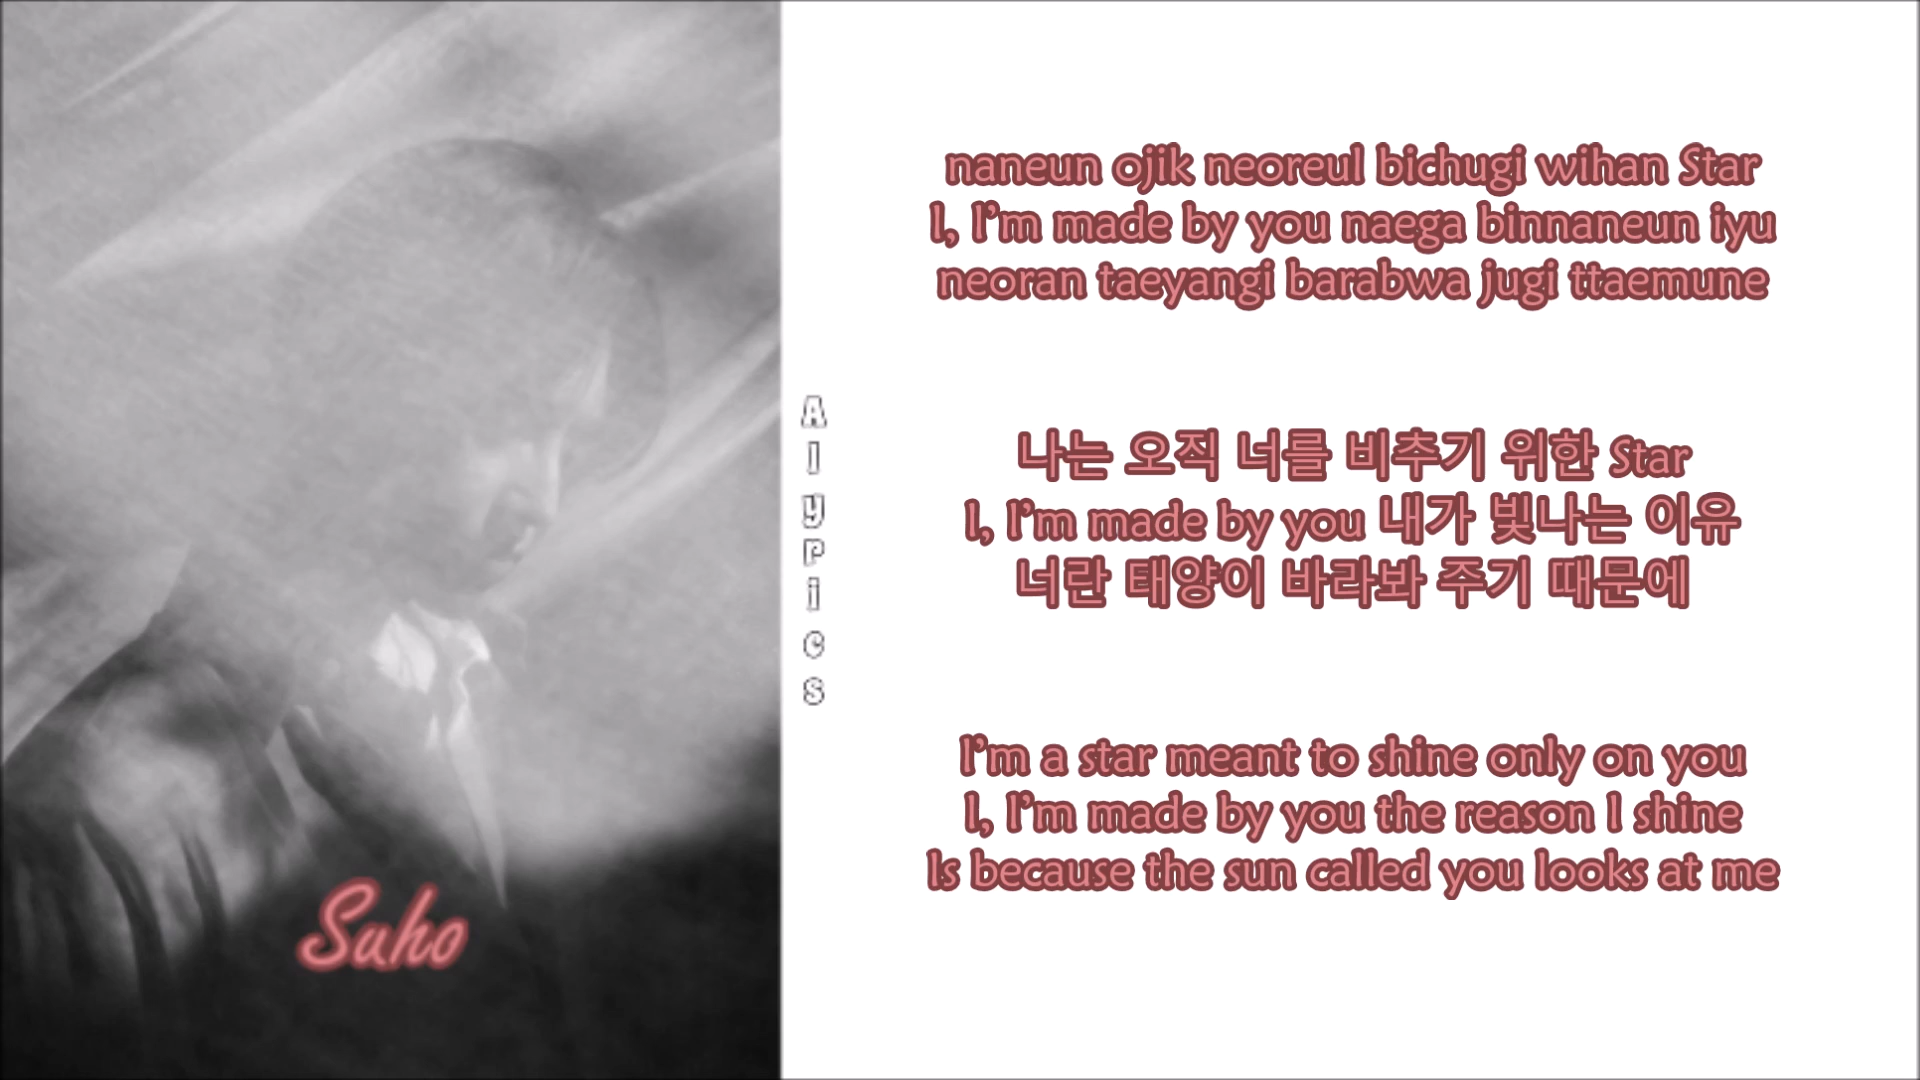 Suho
Alyrics
naneun ojik neoreul bichugi wihan Star
I, I'm made by you naega binnaneun iyu
neoran taeyangi barabwa jugi ttaemune
나는 오직 너를 비추기 위한 Star
I, I'm made by you 내가 빛나는 이유
너란 태양이 바라봐 주기 때문에
I'm a star meant to shine only on you
I, I'm made by you the reason I shine
Is because the sun called you looks at me